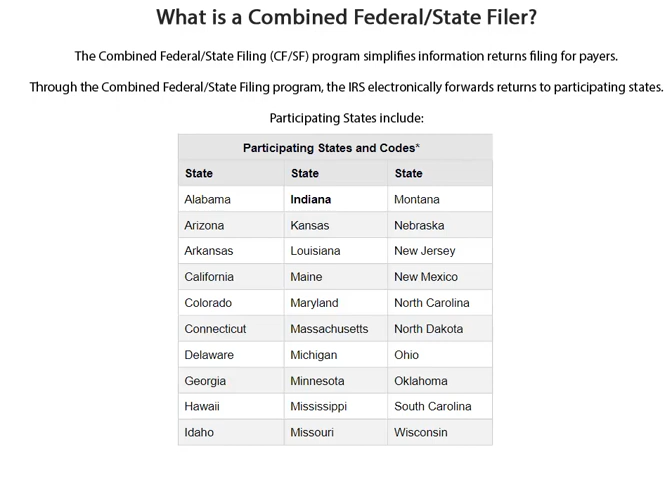 What is a Combined Federal/State Filer?
The Combined Federal/State Filing (CF/SF) program simplifies information returns filing for payers.
Through the Combined Federal/State Filing program, the IRS electronically forwards returns to participating states.
Participating States include:
Participating States and Codes*
State State State
Alabama Indiana Montana
Arizona Kansas Nebraska
Arkansas Louisiana New Jersey
California Maine New Mexico
Colorado Maryland North Carolina
Connecticut Massachusetts North Dakota
Delaware Michigan Ohio
Georgia Minnesota Oklahoma
Hawaii Mississippi South Carolina
Idaho Missouri Wisconsin